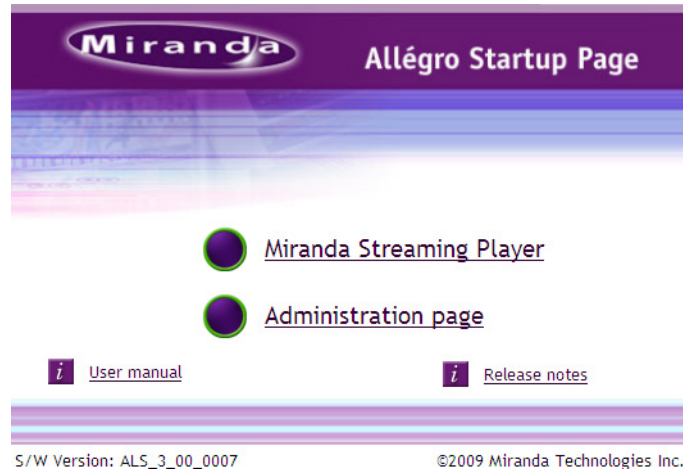 Miranda
Allégro Startup Page
Miranda Streaming Player
Administration page
i User manual
i Release notes
S/W Version: ALS_3_00_0007
©2009 Miranda Technologies Inc.